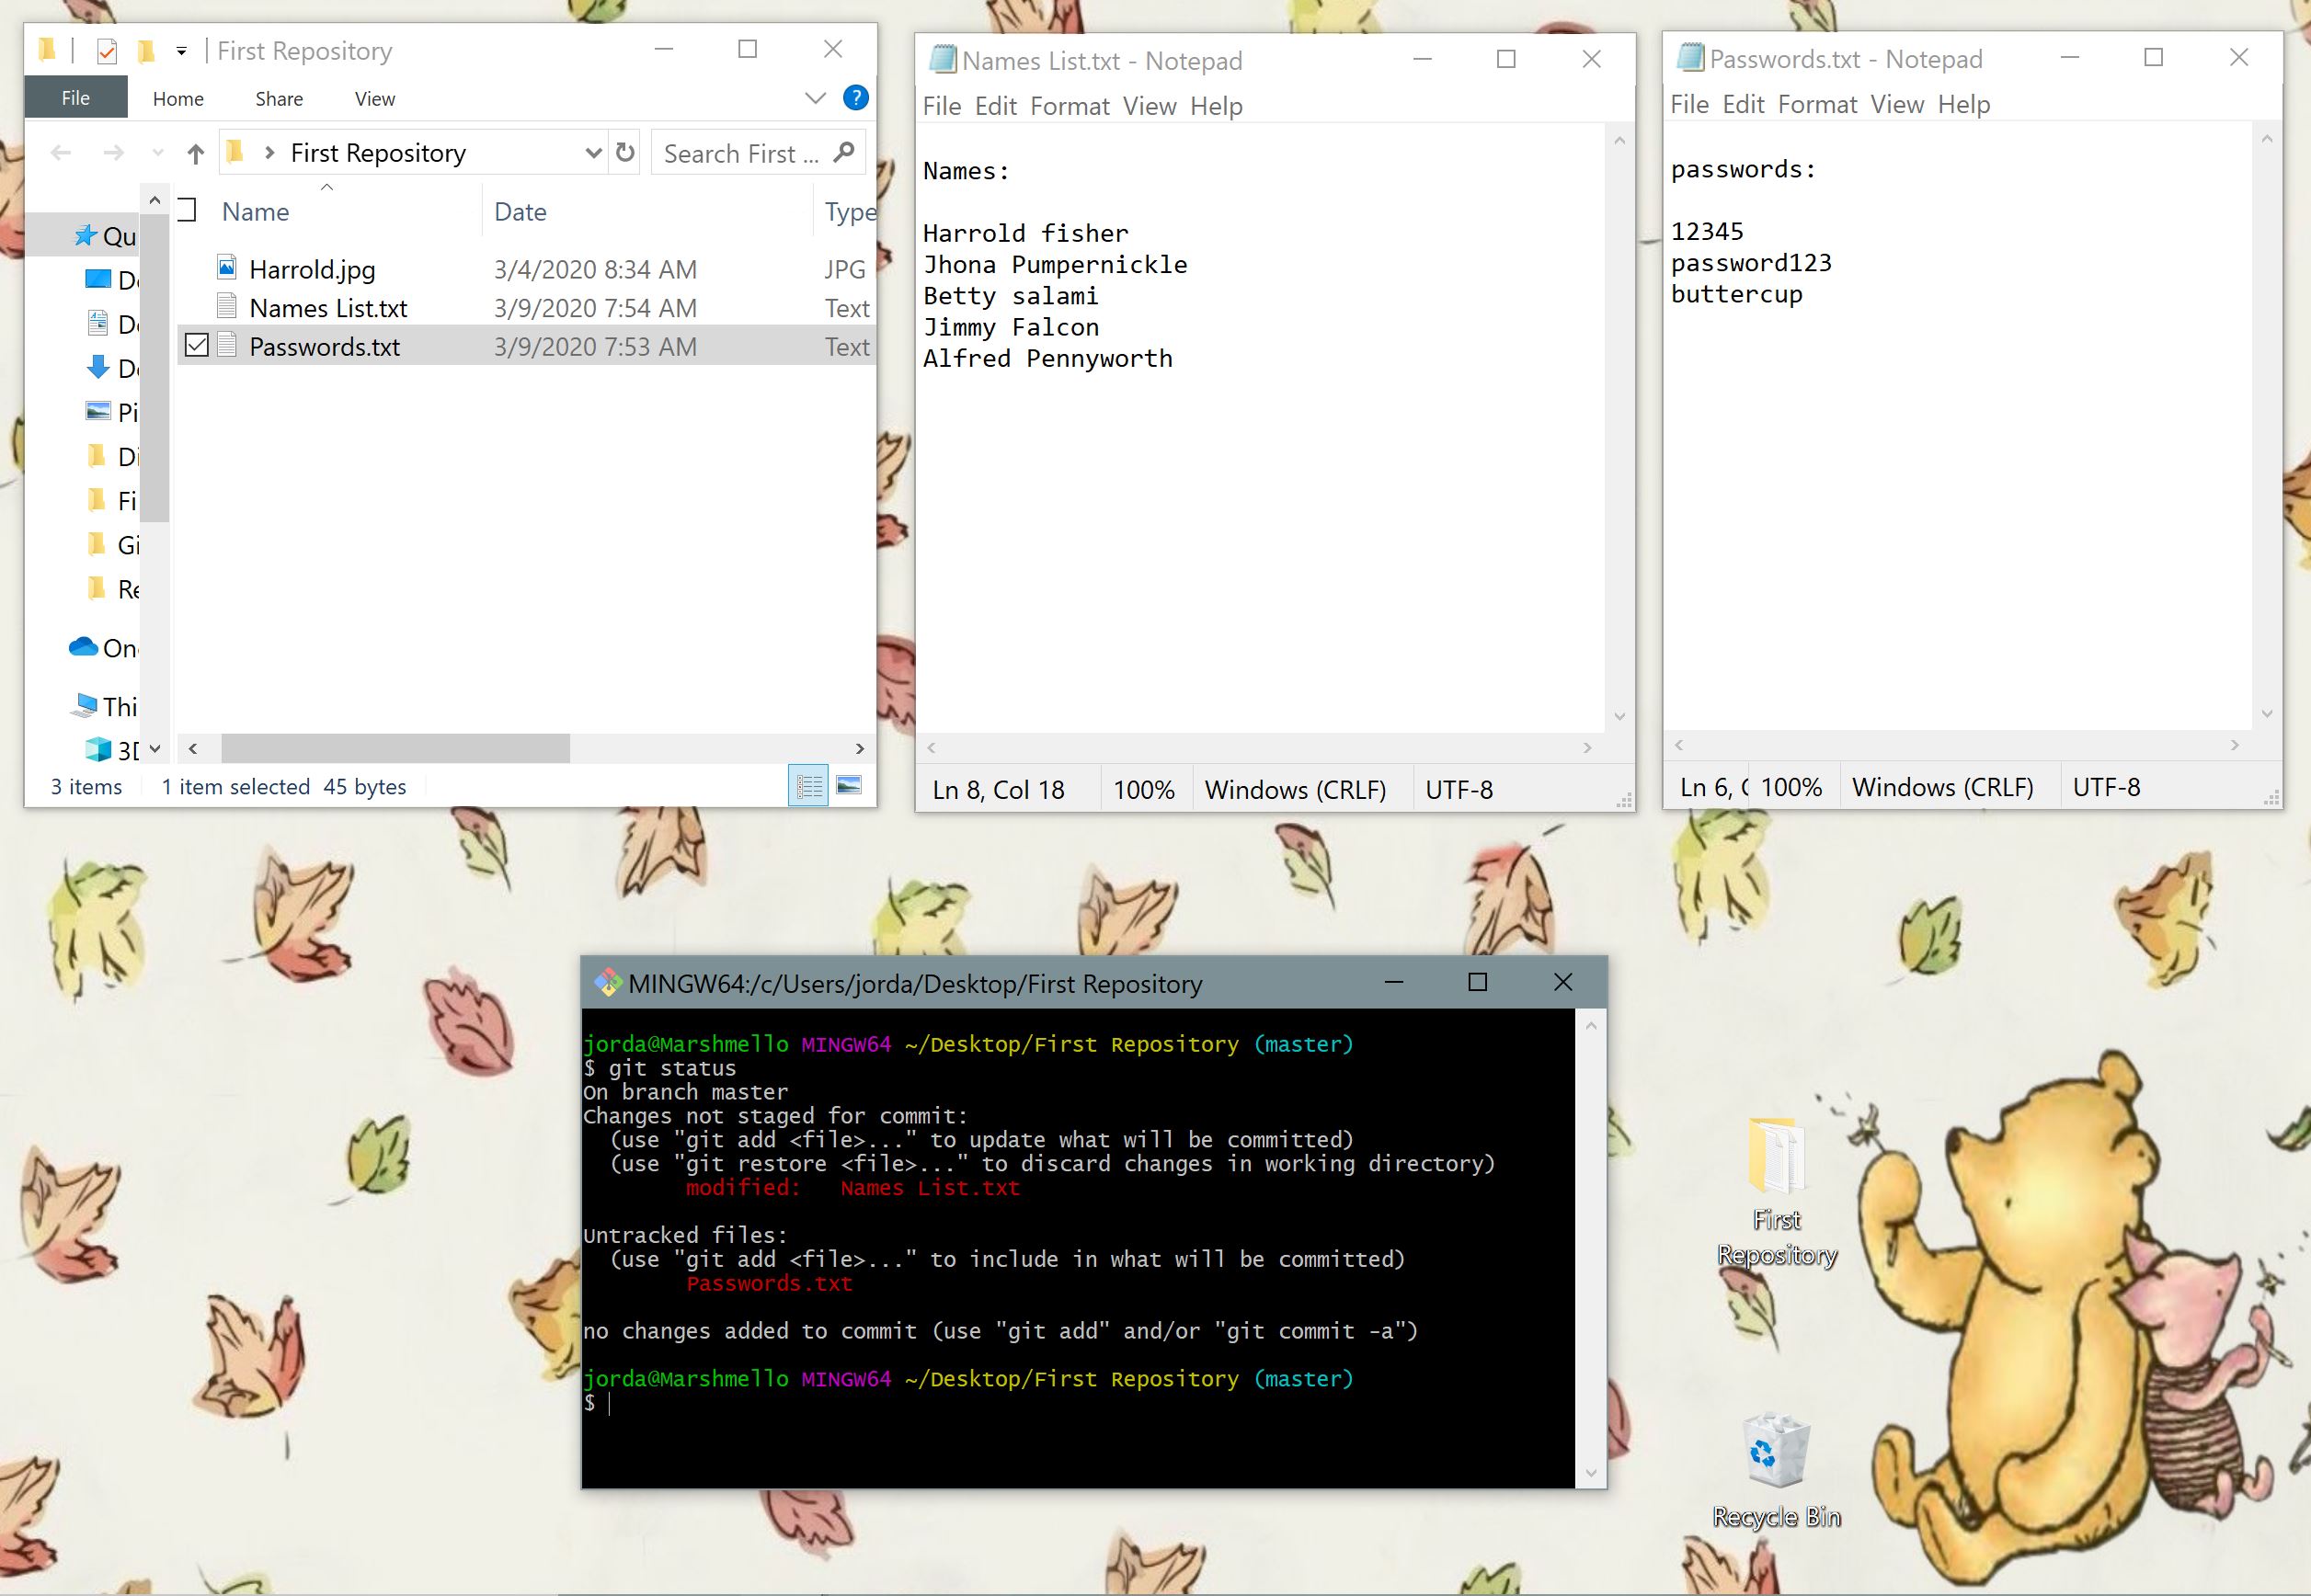 First Repository
File Home Share View
First Repository
Search First ...
Name Date Type
Harrold.jpg 3/4/2020 8:34 AM JPG
Names List.txt 3/9/2020 7:54 AM Text
Passwords.txt 3/9/2020 7:53 AM Text
Qu
De
Do
Do
Pi
Di
Fi
Gi
Re
On
Thi
3D
3 items 1 item selected 45 bytes
Names List.txt - Notepad
File Edit Format View Help
Names:
Harrold fisher
Jhona Pumpernickle
Betty salami
Jimmy Falcon
Alfred Pennyworth
Ln 8, Col 18 100% Windows (CRLF) UTF-8
Passwords.txt - Notepad
File Edit Format View Help
passwords:
12345
password123
buttercup
Ln 6, C 100% Windows (CRLF) UTF-8
MINGW64:/c/Users/jorda/Desktop/First Repository
jorda@Marshmello MINGW64 ~/Desktop/First Repository (master)
$ git status
On branch master
Changes not staged for commit:
(use "git add <file>..." to update what will be committed)
(use "git restore <file>..." to discard changes in working directory)
modified: Names List.txt
Untracked files:
(use "git add <file>..." to include in what will be committed)
Passwords.txt
no changes added to commit (use "git add" and/or "git commit -a")
jorda@Marshmello MINGW64 ~/Desktop/First Repository (master)
$
First
Repository
Recycle Bin